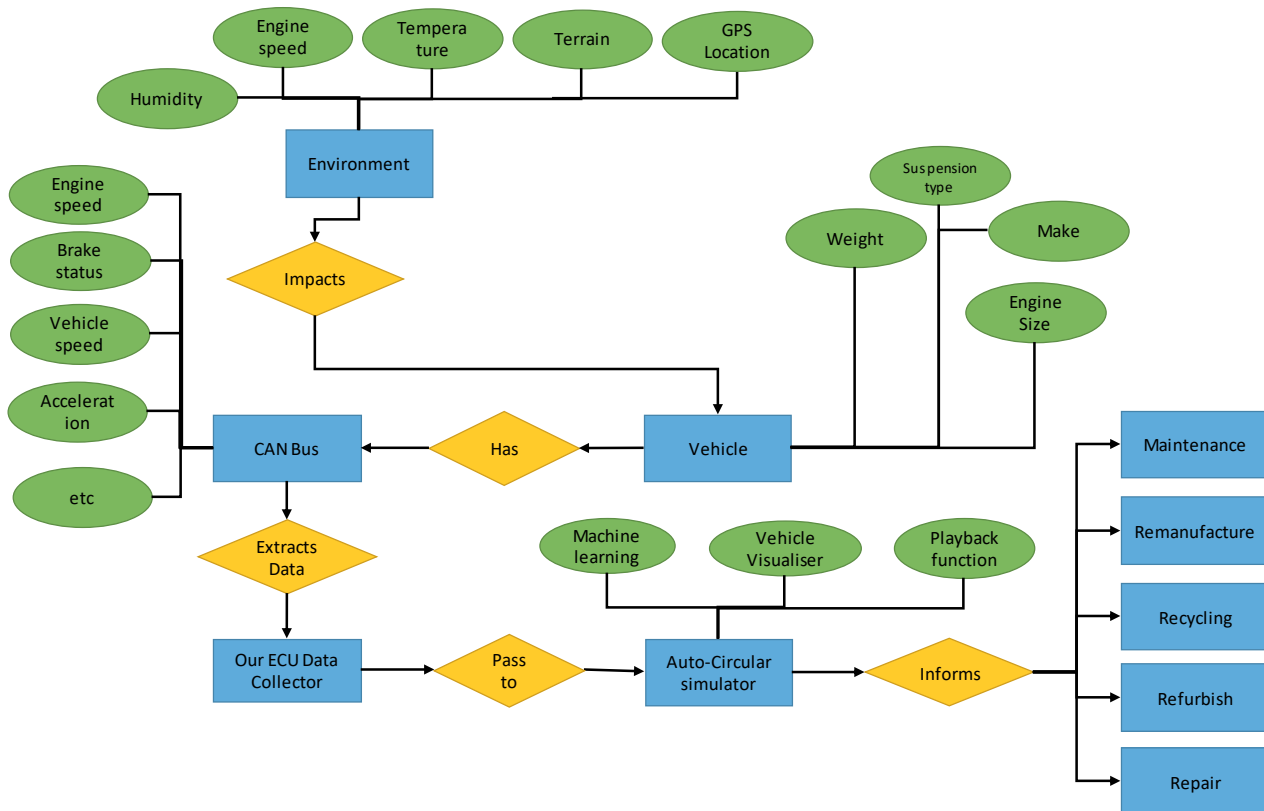 Engine
speed
Tempera
ture
Terrain
GPS
Location
Humidity
Environment
Engine
speed
Suspension
type
Weight
Make
Brake
status
Impacts
Vehicle
speed
Engine
Size
Accelerat
ion
CAN Bus
Has
Vehicle
Maintenance
etc
Extracts
Data
Machine
learning
Vehicle
Visualiser
Playback
function
Remanufacture
Recycling
Our ECU Data
Collector
Pass
to
Auto-Circular
simulator
Informs
Refurbish
Repair